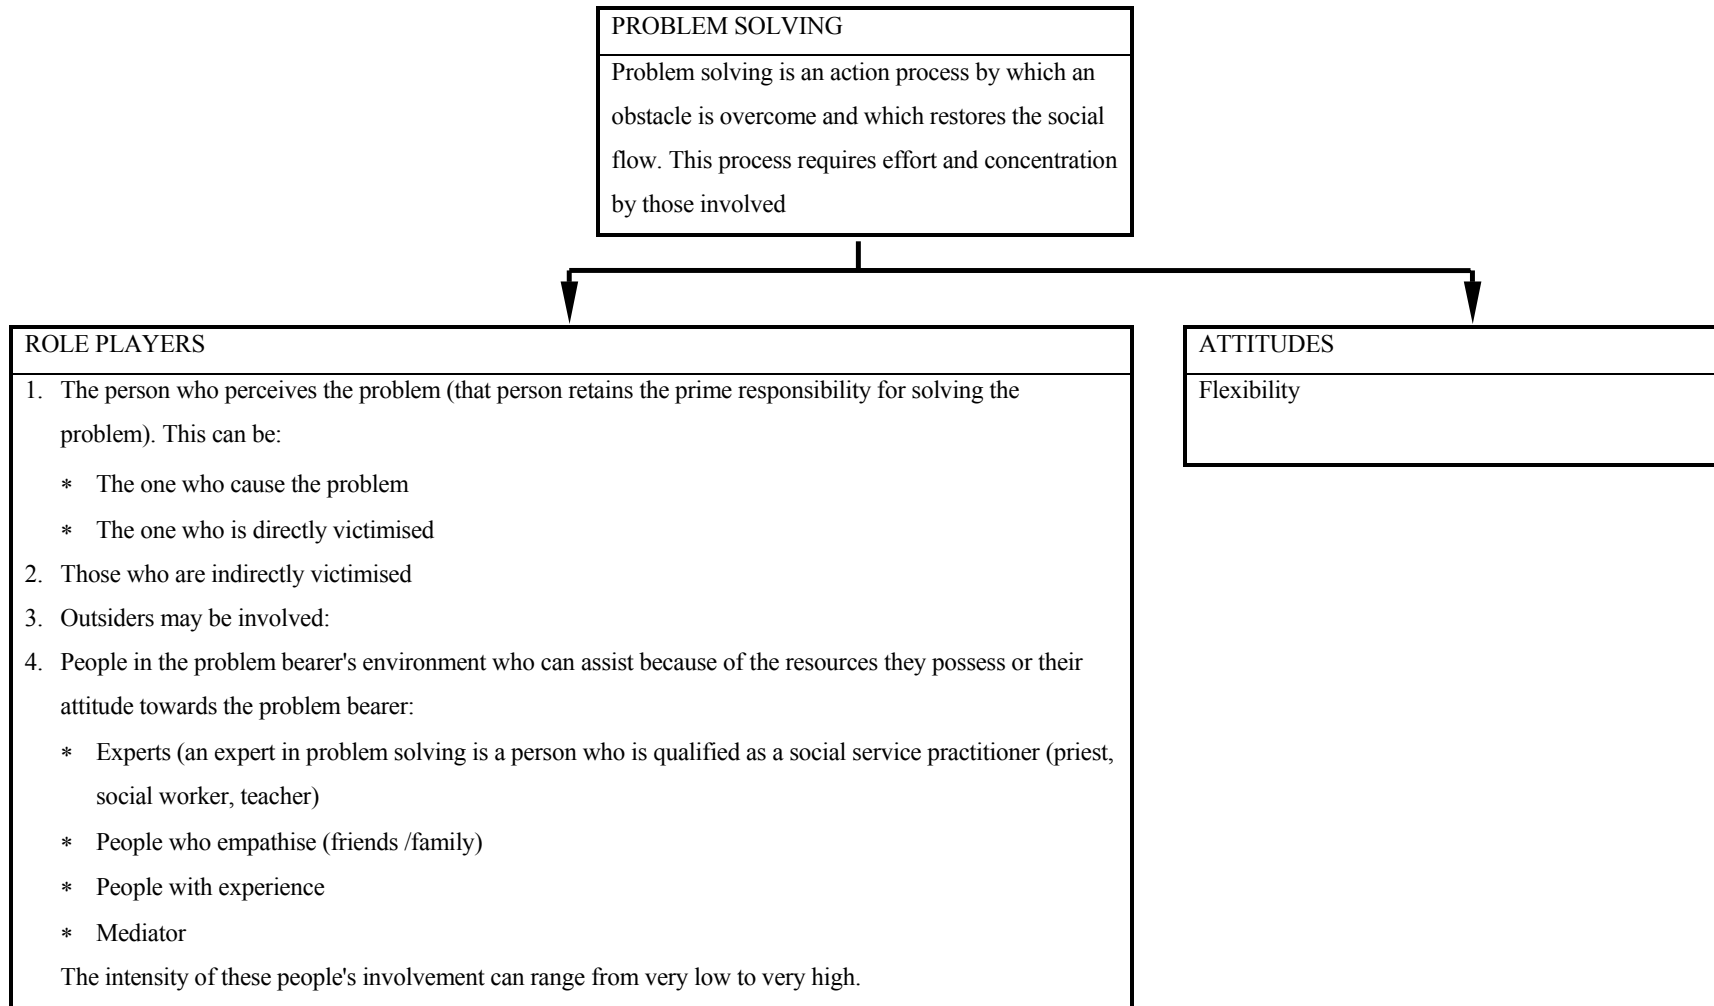 PROBLEM SOLVING
Problem solving is an action process by which an
obstacle is overcome and which restores the social
flow. This process requires effort and concentration
by those involved
ROLE PLAYERS
1. The person who perceives the problem (that person retains the prime responsibility for solving the
problem). This can be:
* The one who cause the problem
* The one who is directly victimised
2. Those who are indirectly victimised
3. Outsiders may be involved:
4. People in the problem bearer's environment who can assist because of the resources they possess or their
attitude towards the problem bearer:
* Experts (an expert in problem solving is a person who is qualified as a social service practitioner (priest,
social worker, teacher)
* People who empathise (friends /family)
* People with experience
* Mediator
The intensity of these people's involvement can range from very low to very high.
ATTITUDES
Flexibility